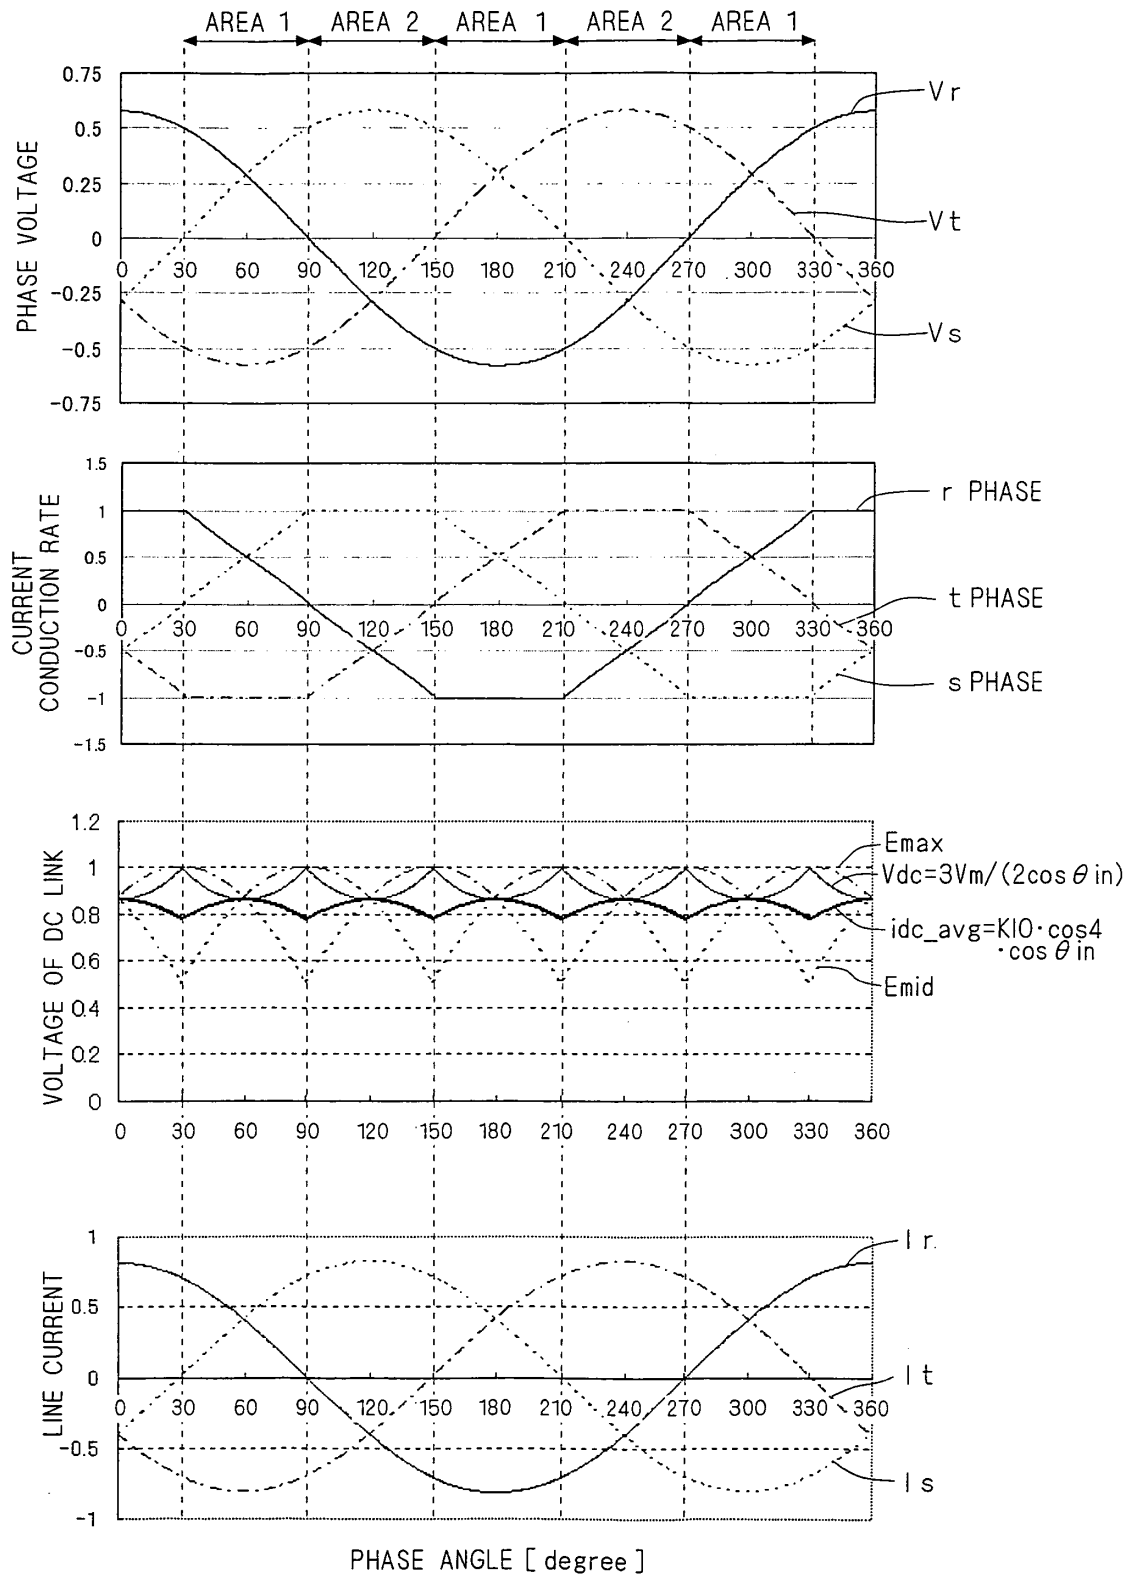 AREA 1 AREA 2 AREA 1 AREA 2 AREA 1
PHASE VOLTAGE
0.75
0.5
0.25
0
-0.25
-0.5
-0.75
0 30 60 90 120 150 180 210 240 270 300 330 360
Vr
Vt
Vs
CURRENT
CONDUCTION RATE
1.5
1
0.5
0
-0.5
-1
-1.5
0 30 60 90 120 150 180 210 240 270 300 330 360
r PHASE
t PHASE
s PHASE
VOLTAGE OF DC LINK
1.2
1
0.8
0.6
0.4
0.2
0
0 30 60 90 120 150 180 210 240 270 300 330 360
Emax
Vdc=3Vm/(2cos θ in)
idc_avg=KIO·cos4
·cos θ in
Emid
LINE CURRENT
1
0.5
0
-0.5
-1
0 30 60 90 120 150 180 210 240 270 300 330 360
Ir
It
Is
PHASE ANGLE [degree]